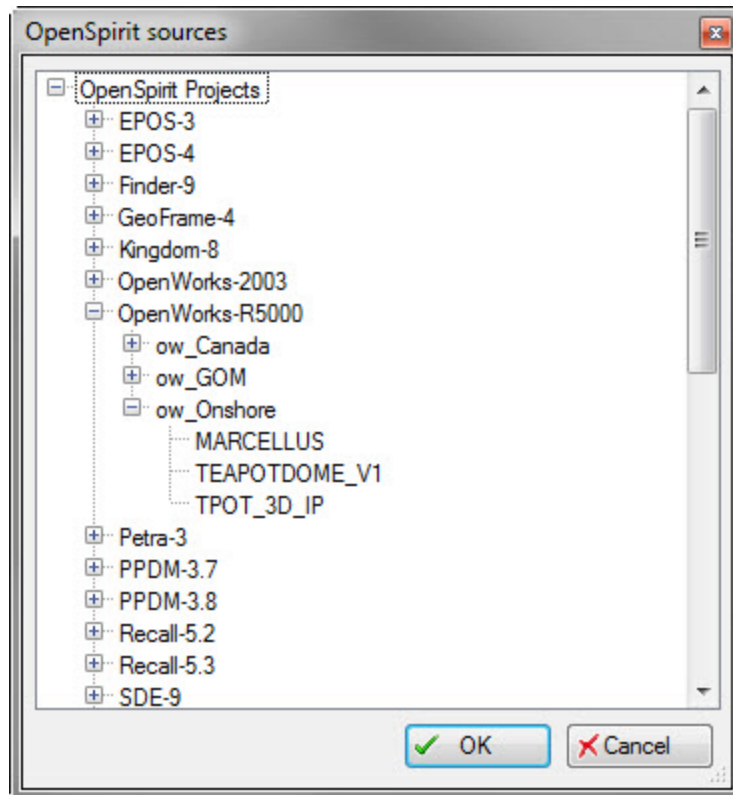 OpenSpirit sources
OpenSpirit Projects
EPOS-3
EPOS-4
Finder-9
GeoFrame-4
Kingdom-8
OpenWorks-2003
OpenWorks-R5000
ow_Canada
ow_GOM
ow_Onshore
MARCELLUS
TEAPOTDOME_V1
TPOT_3D_IP
Petra-3
PPDM-3.7
PPDM-3.8
Recall-5.2
Recall-5.3
SDE-9
OK Cancel